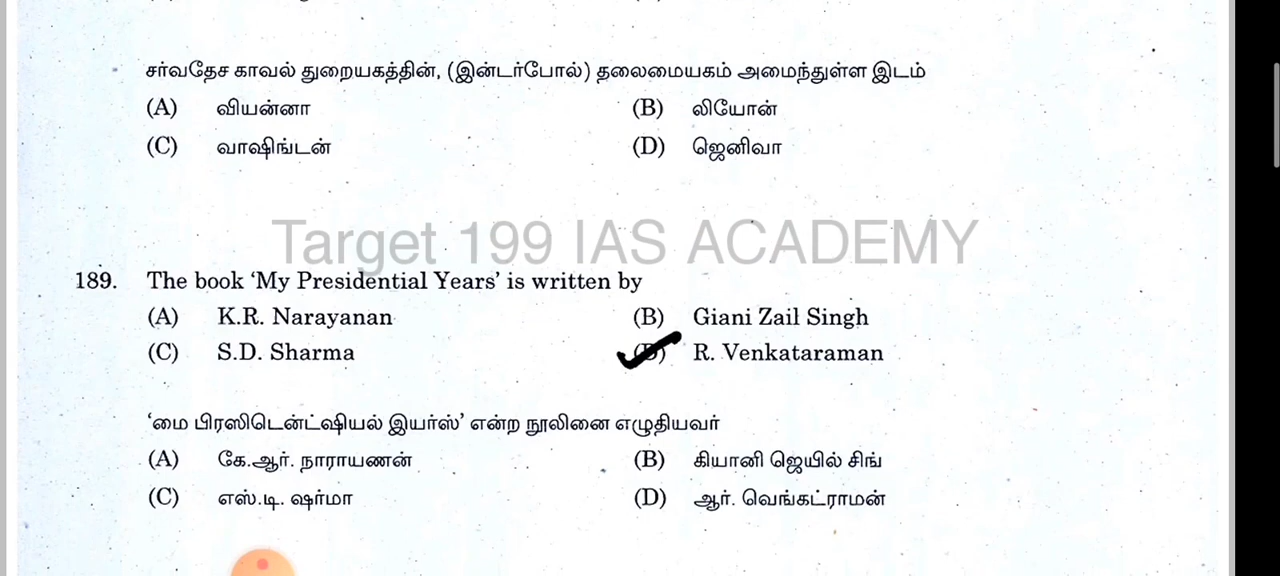 சர்வதேச காவல் துறையகத்தின், (இன்டர்போல்) தலைமையகம் அமைந்துள்ள இடம்
(A) வியன்னா (B) லியோன்
(C) வாஷிங்டன் (D) ஜெனிவா
Target 199 IAS ACADEMY
189. The book ‘My Presidential Years’ is written by
(A) K.R. Narayanan (B) Giani Zail Singh
(C) S.D. Sharma (D) R. Venkataraman
‘மை பிரஸிடென்ட்ஷியல் இயர்ஸ்’ என்ற நூலினை எழுதியவர்
(A) கே.ஆர். நாராயணன் (B) கியானி ஜெயில் சிங்
(C) எஸ்.டி. ஷர்மா (D) ஆர். வெங்கட்ராமன்